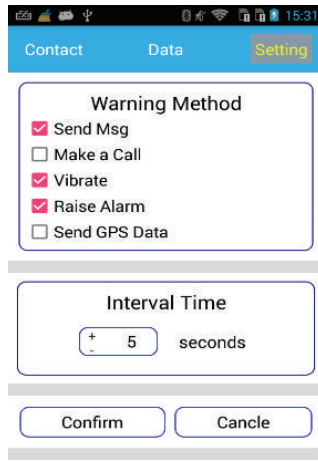 15:31
Contact Data Setting
Warning Method
Send Msg
Make a Call
Vibrate
Raise Alarm
Send GPS Data
Interval Time
+
- 5 seconds
Confirm Cancle